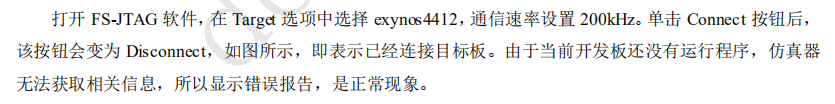 打开 FS-JTAG 软件，在 Target 选项中选择 exynos4412，通信速率设置 200kHz。单击 Connect 按钮后，
该按钮会变为 Disconnect，如图所示，即表示已经连接目标板。由于当前开发板还没有运行程序，仿真器
无法获取相关信息，所以显示错误报告，是正常现象。